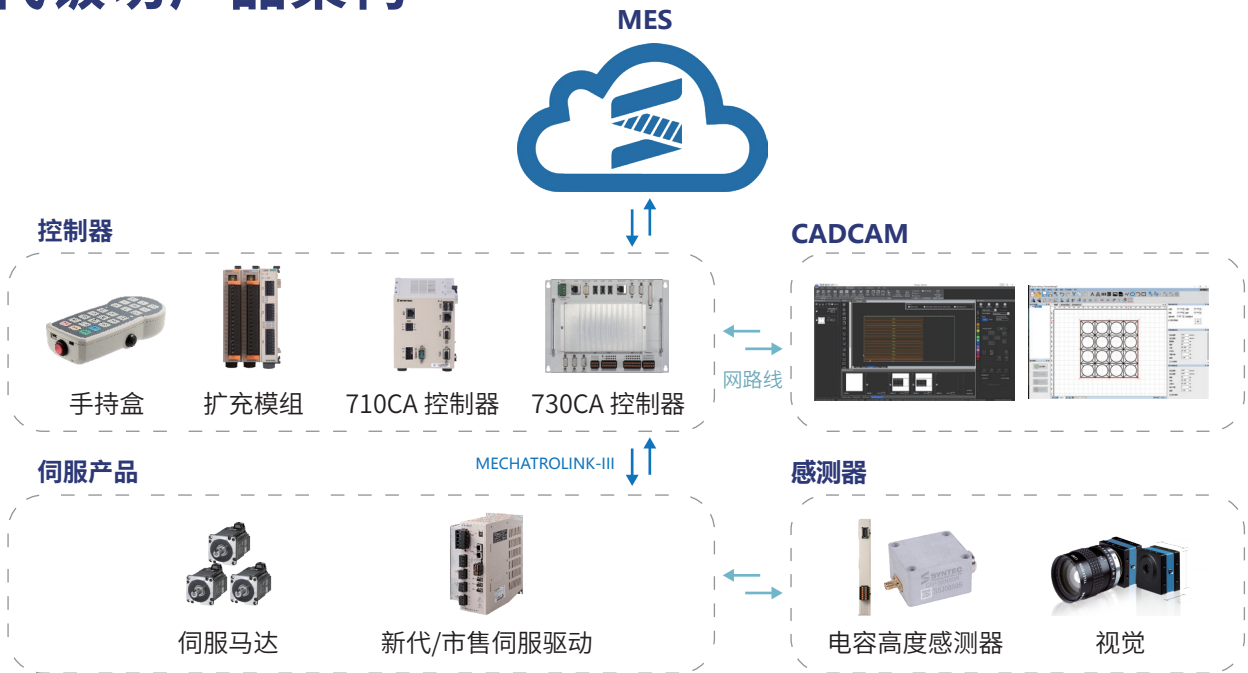 MES
控制器
CADCAM
手持盒
扩充模组
710CA 控制器
730CA 控制器
网路线
伺服产品
MECHATROLINK-III
感测器
SYNTEC
伺服马达
新代/市售伺服驱动
电容高度感测器
视觉